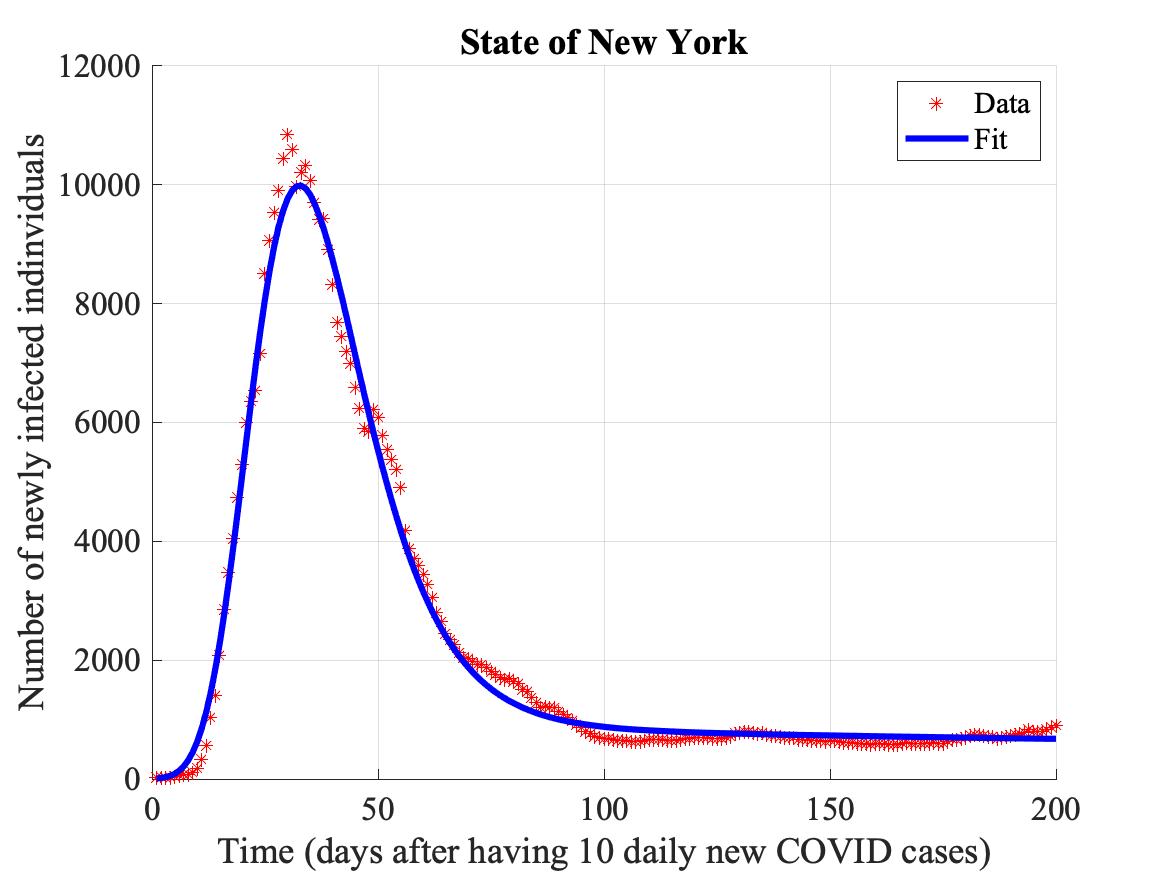 State of New York
12000
10000
8000
6000
4000
2000
0
Number of newly infected indinviduals
Data
Fit
0 50 100 150 200
Time (days after having 10 daily new COVID cases)